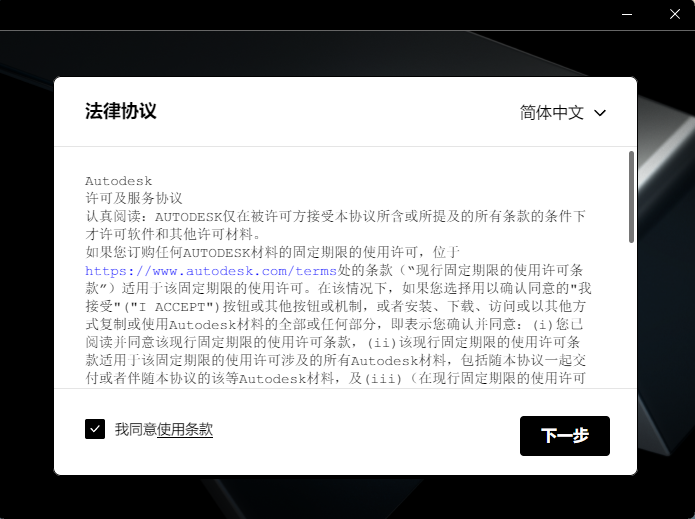 法律协议
简体中文
Autodesk
许可及服务协议
认真阅读：AUTODESK仅在被许可方接受本协议所含或所提及的所有条款的条件下
才许可软件和其他许可材料。
如果您订购任何AUTODESK材料的固定期限的使用许可，位于
https://www.autodesk.com/terms处的条款（“现行固定期限的使用许可条
款”）适用于该固定期限的使用许可。在该情况下，如果您选择用以确认同意的"我
接受"("I ACCEPT")按钮或其他按钮或机制，或者安装、下载、访问或以其他方
式复制或使用Autodesk材料的全部或任何部分，即表示您确认并同意：(i)您已
阅读并同意该现行固定期限的使用许可条款，(ii)该现行固定期限的使用许可条
款适用于该固定期限的使用许可涉及的所有Autodesk材料，包括随本协议一起交
付或者伴随本协议的该等Autodesk材料，及(iii)（在现行固定期限的使用许可
我同意使用条款
下一步